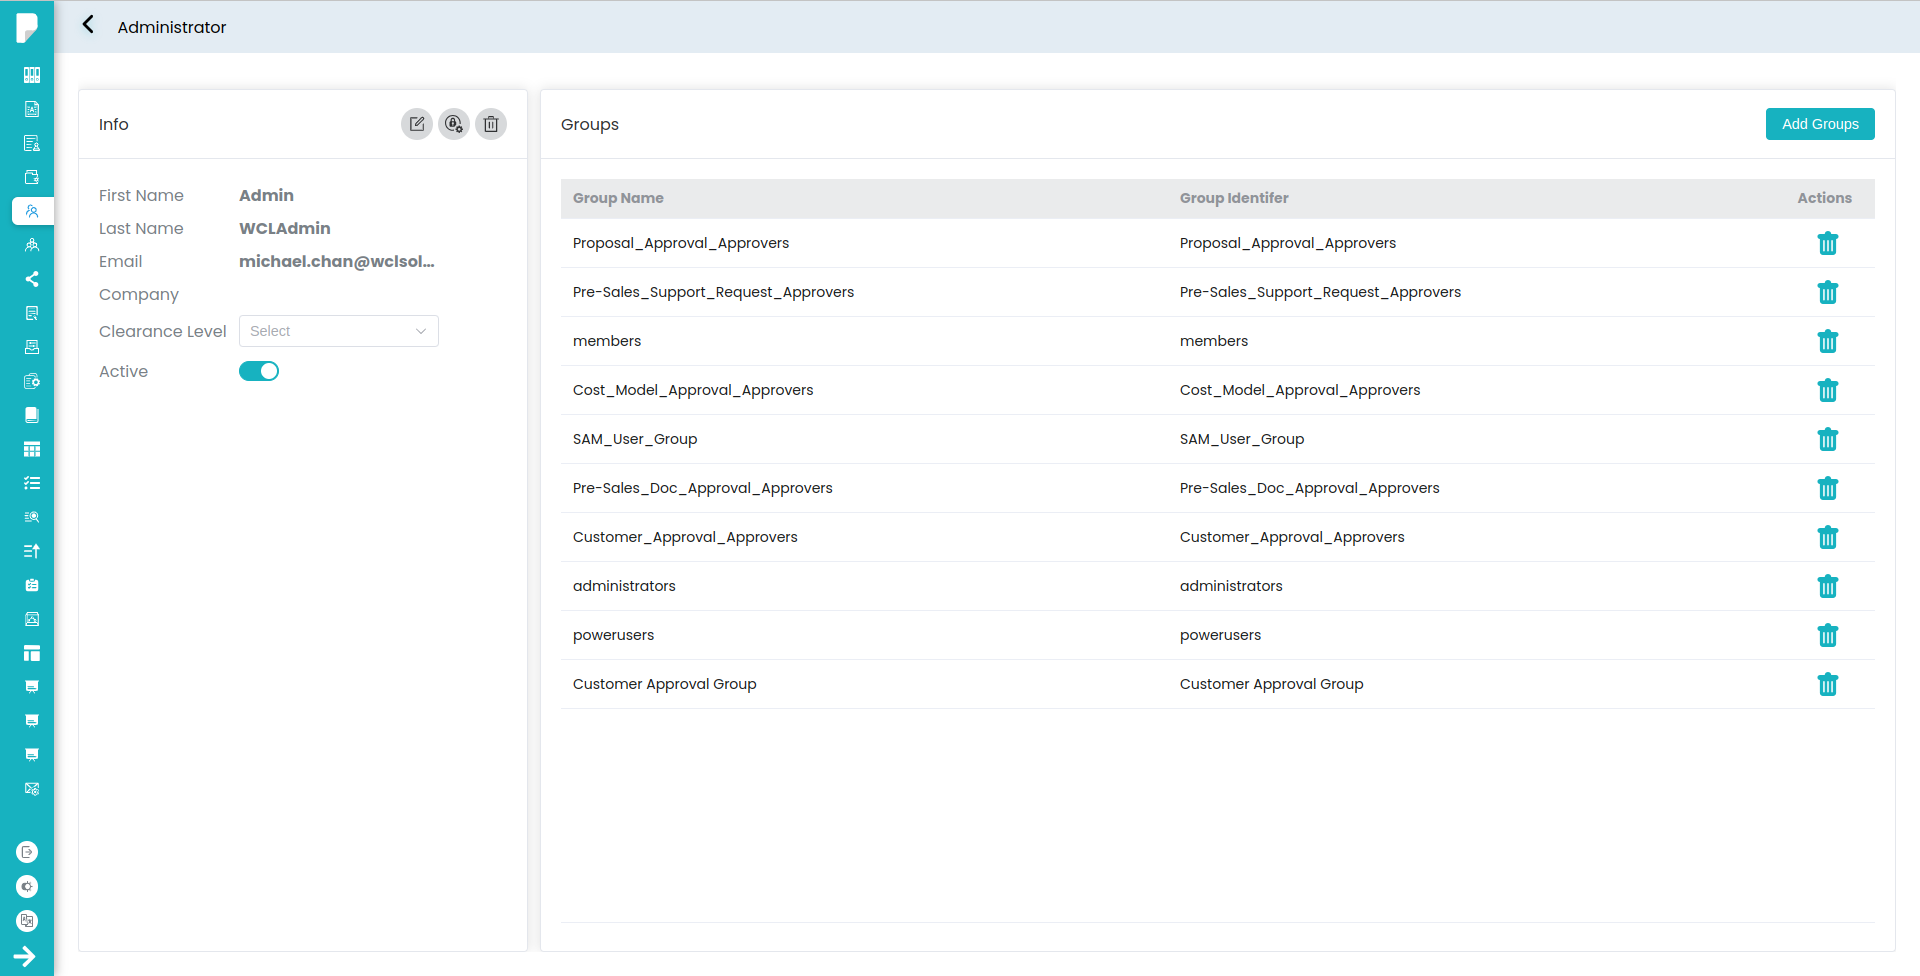 Administrator
Info
First Name Admin
Last Name WCLAdmin
Email michael.chan@wclsol...
Company
Clearance Level Select
Active
Groups
Add Groups
Group Name Group Identifer Actions
Proposal_Approval_Approvers Proposal_Approval_Approvers
Pre-Sales_Support_Request_Approvers Pre-Sales_Support_Request_Approvers
members members
Cost_Model_Approval_Approvers Cost_Model_Approval_Approvers
SAM_User_Group SAM_User_Group
Pre-Sales_Doc_Approval_Approvers Pre-Sales_Doc_Approval_Approvers
Customer_Approval_Approvers Customer_Approval_Approvers
administrators administrators
powerusers powerusers
Customer Approval Group Customer Approval Group